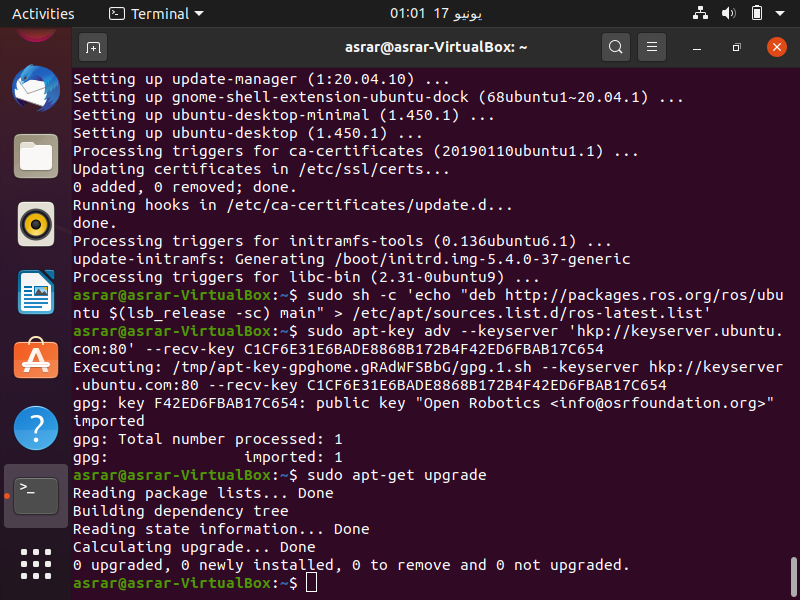 Activities Terminal 01:01 17 يونيو
asrar@asrar-VirtualBox: ~
Setting up update-manager (1:20.04.10) ...
Setting up gnome-shell-extension-ubuntu-dock (68ubuntu1~20.04.1) ...
Setting up ubuntu-desktop-minimal (1.450.1) ...
Setting up ubuntu-desktop (1.450.1) ...
Processing triggers for ca-certificates (20190110ubuntu1.1) ...
Updating certificates in /etc/ssl/certs...
0 added, 0 removed; done.
Running hooks in /etc/ca-certificates/update.d...
done.
Processing triggers for initramfs-tools (0.136ubuntu6.1) ...
update-initramfs: Generating /boot/initrd.img-5.4.0-37-generic
Processing triggers for libc-bin (2.31-0ubuntu9) ...
asrar@asrar-VirtualBox:~$ sudo sh -c 'echo "deb http://packages.ros.org/ros/ubu
ntu $(lsb_release -sc) main" > /etc/apt/sources.list.d/ros-latest.list'
asrar@asrar-VirtualBox:~$ sudo apt-key adv --keyserver 'hkp://keyserver.ubuntu.
com:80' --recv-key C1CF6E31E6BADE8868B172B4F42ED6FBAB17C654
Executing: /tmp/apt-key-gpghome.gRAdWFSBbG/gpg.1.sh --keyserver hkp://keyserver
.ubuntu.com:80 --recv-key C1CF6E31E6BADE8868B172B4F42ED6FBAB17C654
gpg: key F42ED6FBAB17C654: public key "Open Robotics <info@osrfoundation.org>"
imported
gpg: Total number processed: 1
gpg:               imported: 1
asrar@asrar-VirtualBox:~$ sudo apt-get upgrade
Reading package lists... Done
Building dependency tree
Reading state information... Done
Calculating upgrade... Done
0 upgraded, 0 newly installed, 0 to remove and 0 not upgraded.
asrar@asrar-VirtualBox:~$